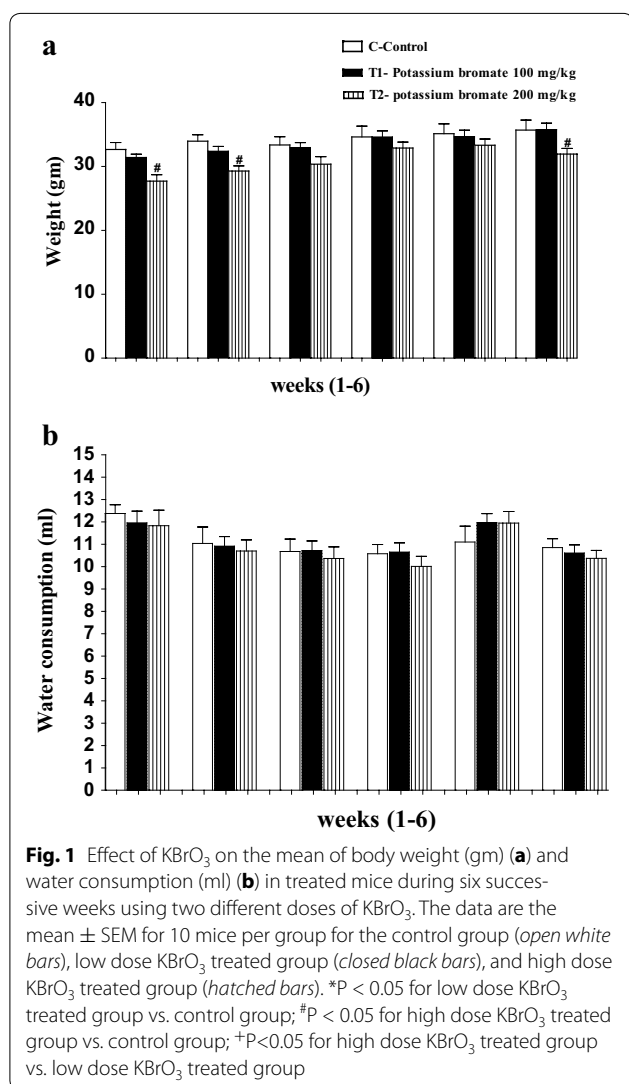 a
C-Control
T1- Potassium bromate 100 mg/kg
T2- potassium bromate 200 mg/kg
40
30
20
10
0
Weight (gm)
#
#
#
weeks (1-6)
b
15
14
13
12
11
10
9
8
7
6
5
4
3
2
1
0
Water consumption (ml)
weeks (1-6)
Fig. 1 Effect of KBrO₃ on the mean of body weight (gm) (a) and
water consumption (ml) (b) in treated mice during six succes-
sive weeks using two different doses of KBrO₃. The data are the
mean ± SEM for 10 mice per group for the control group (open white
bars), low dose KBrO₃ treated group (closed black bars), and high dose
KBrO₃ treated group (hatched bars). *P < 0.05 for low dose KBrO₃
treated group vs. control group; #P < 0.05 for high dose KBrO₃ treated
group vs. control group; +P<0.05 for high dose KBrO₃ treated group
vs. low dose KBrO₃ treated group